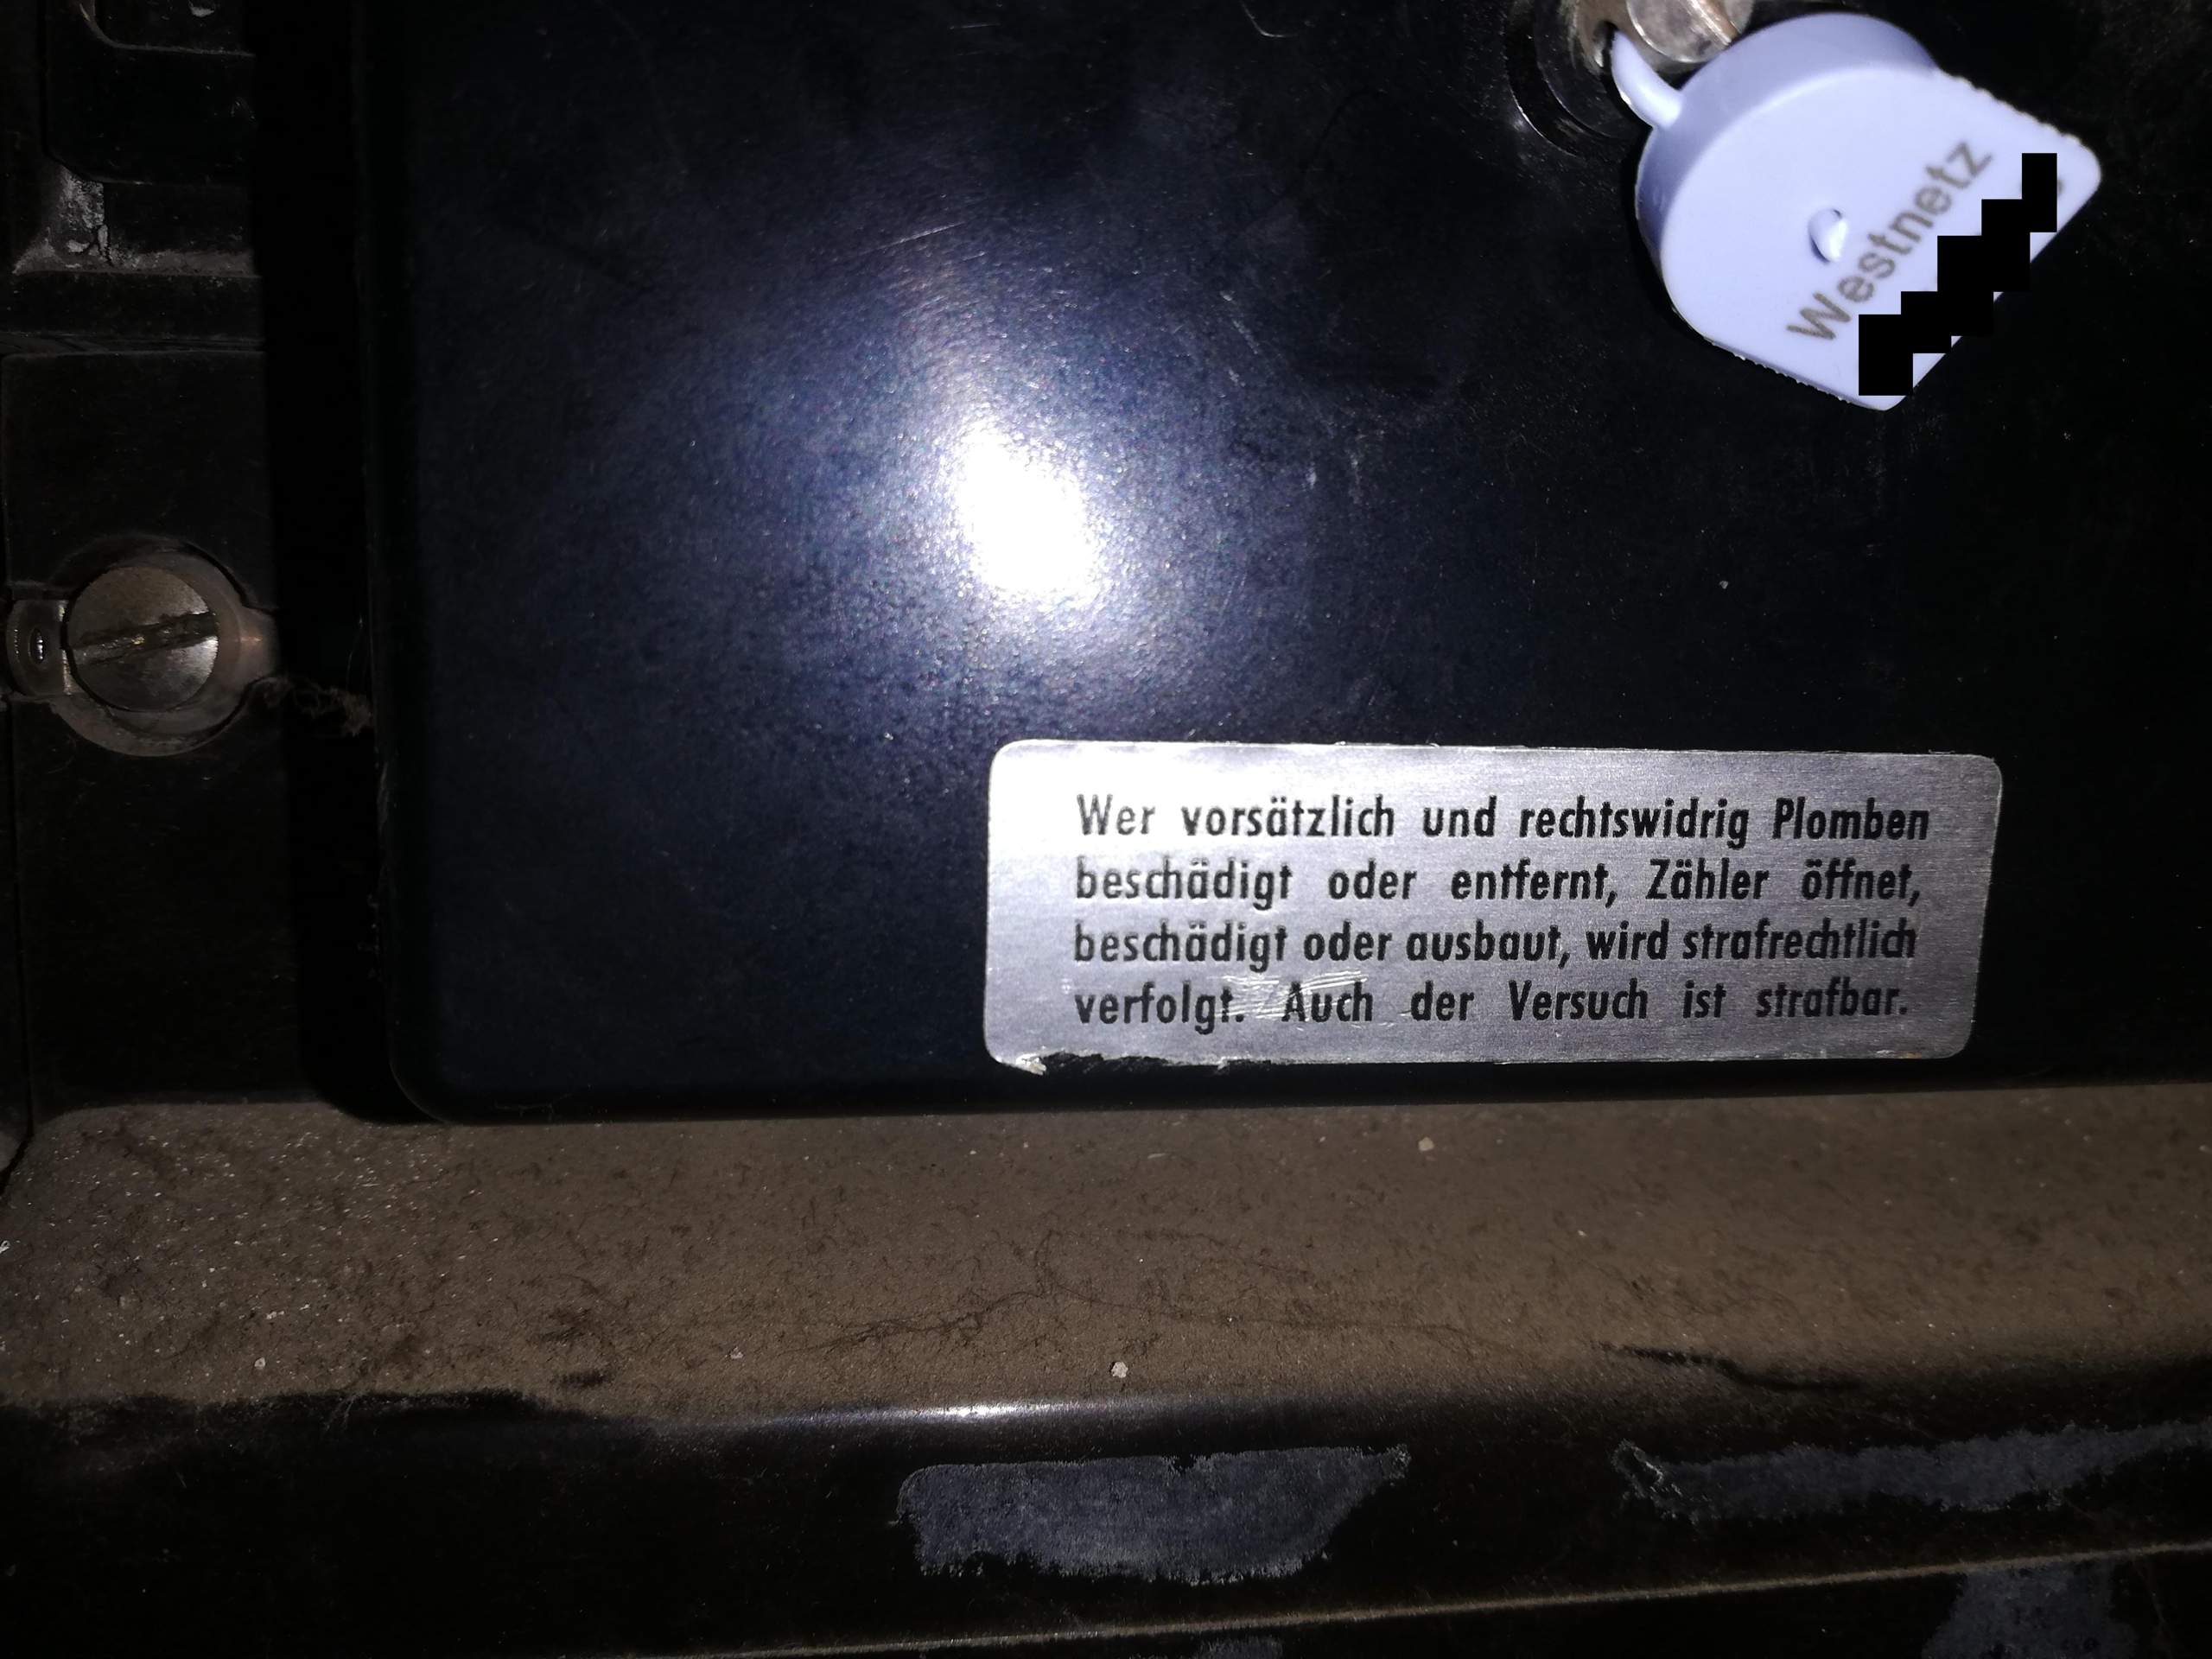 Westnetz
Wer vorsätzlich und rechtswidrig Plomben
beschädigt oder entfernt, Zähler öffnet,
beschädigt oder ausbaut, wird strafrechtlich
verfolgt. Auch der Versuch ist strafbar.